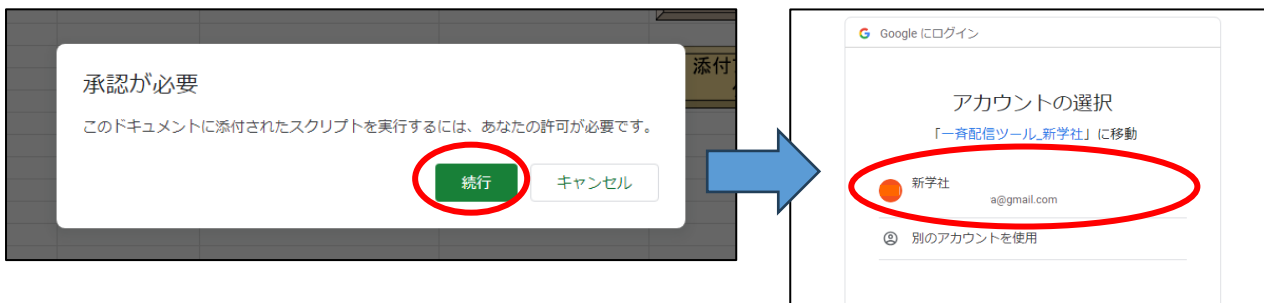 承認が必要
このドキュメントに添付されたスクリプトを実行するには、あなたの許可が必要です。
続行
キャンセル
添付
G Google にログイン
アカウントの選択
「一斉配信ツール_新学社」に移動
新学社
a@gmail.com
別のアカウントを使用